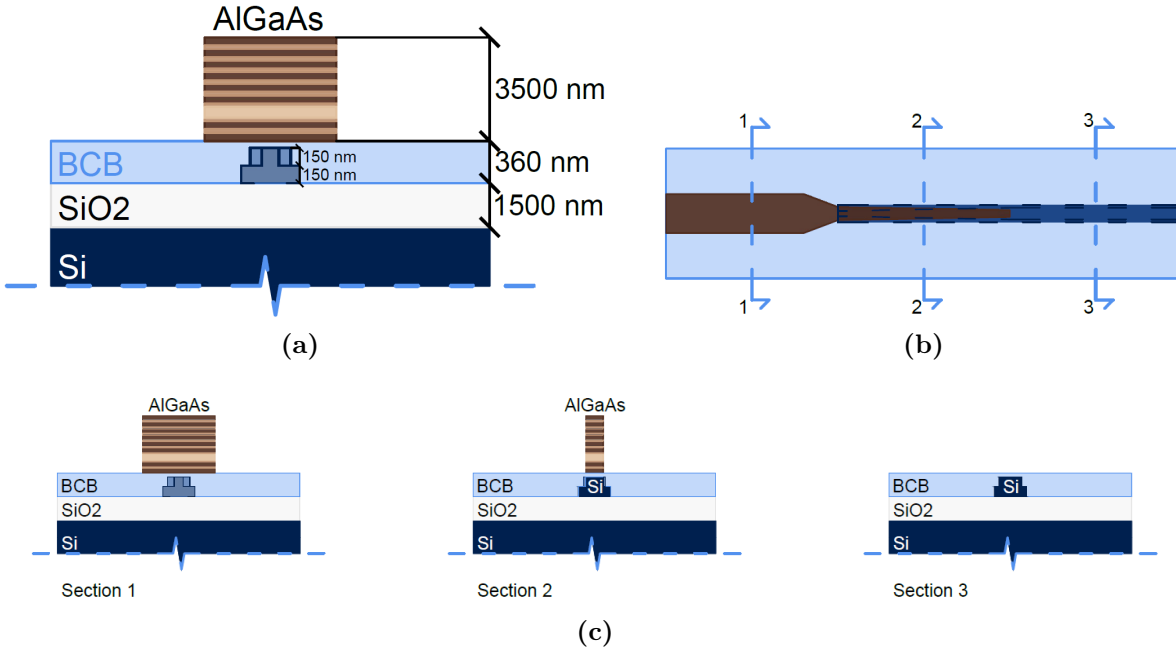 AlGaAs
3500 nm
BCB
150 nm
150 nm
360 nm
SiO2
1500 nm
Si
(a)
1 2 3
1 2 3
(b)
AlGaAs
BCB
SiO2
Si
Section 1
AlGaAs
BCB
Si
SiO2
Si
Section 2
BCB
Si
SiO2
Si
Section 3
(c)